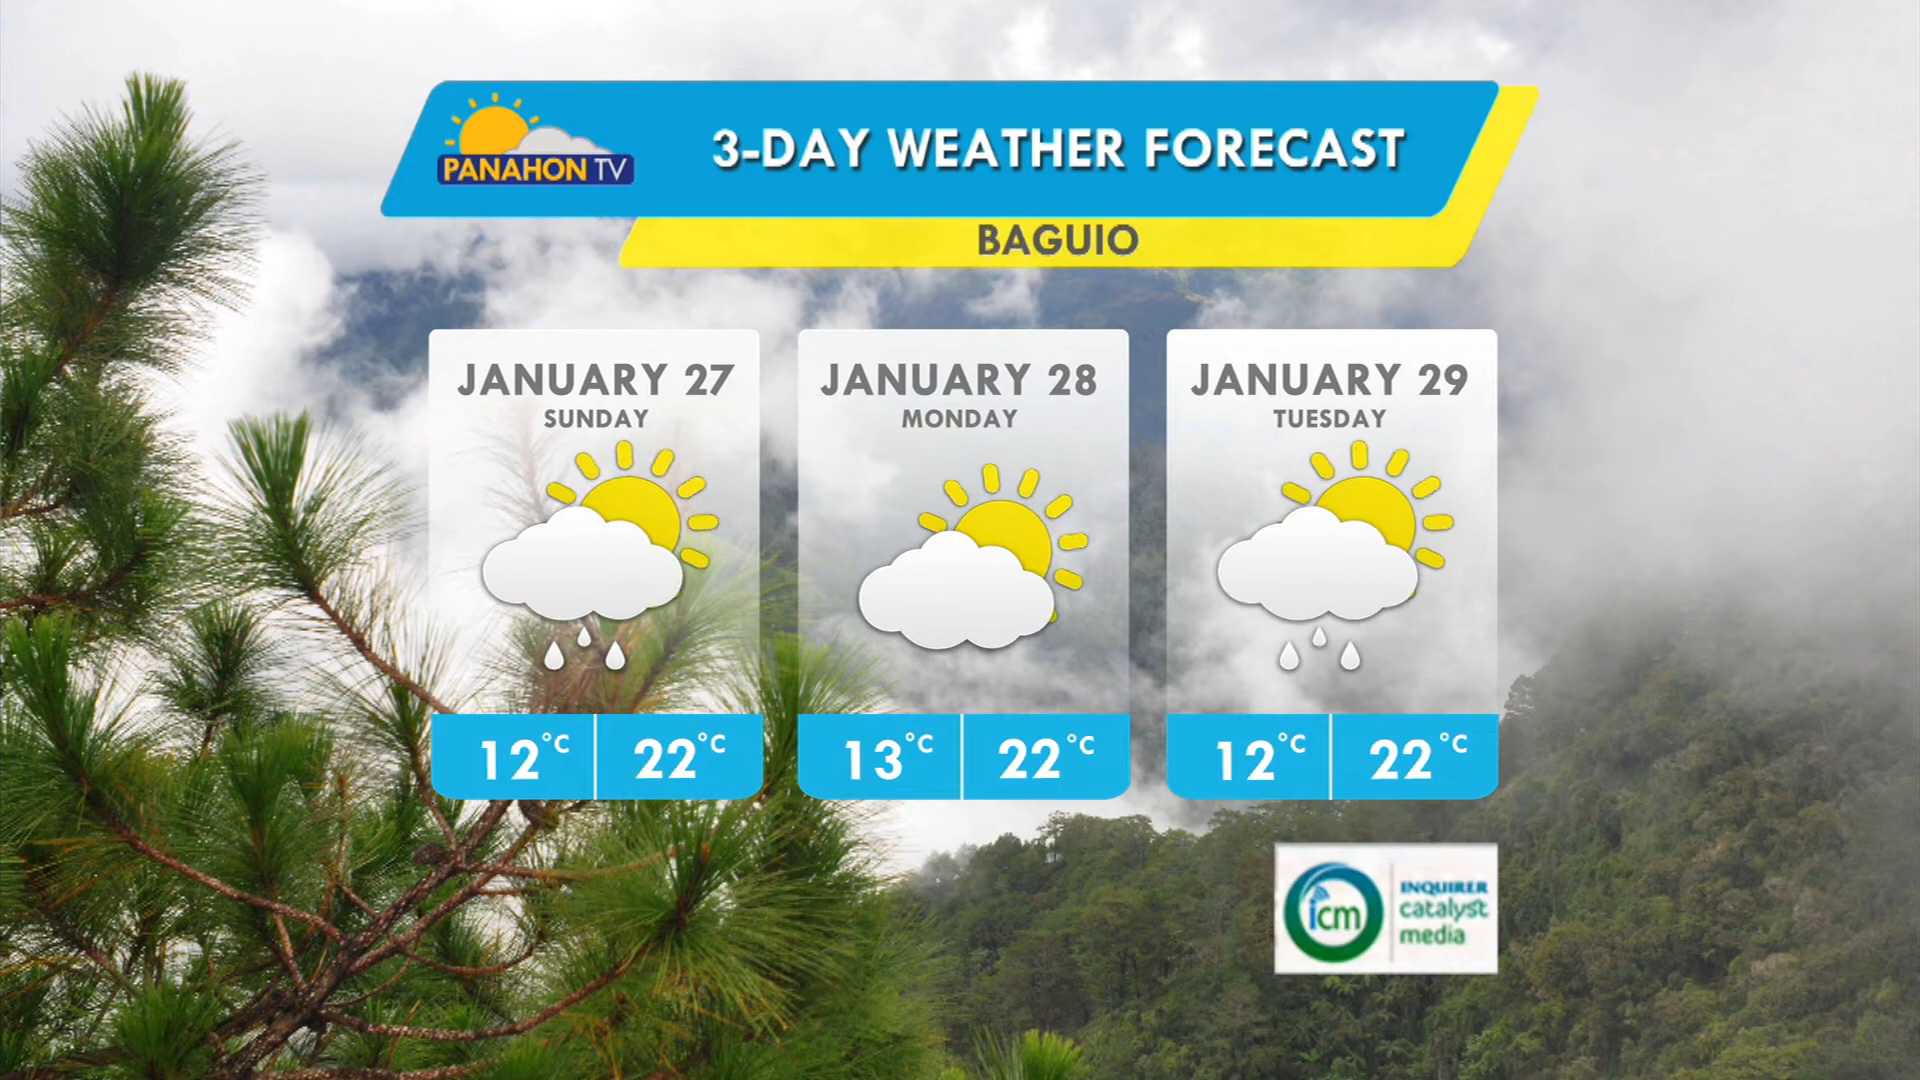 PANAHON TV
3-DAY WEATHER FORECAST
BAGUIO
JANUARY 27
SUNDAY
12°C
22°C
JANUARY 28
MONDAY
13°C
22°C
JANUARY 29
TUESDAY
12°C
22°C
icm
INQUIRER
catalyst
media